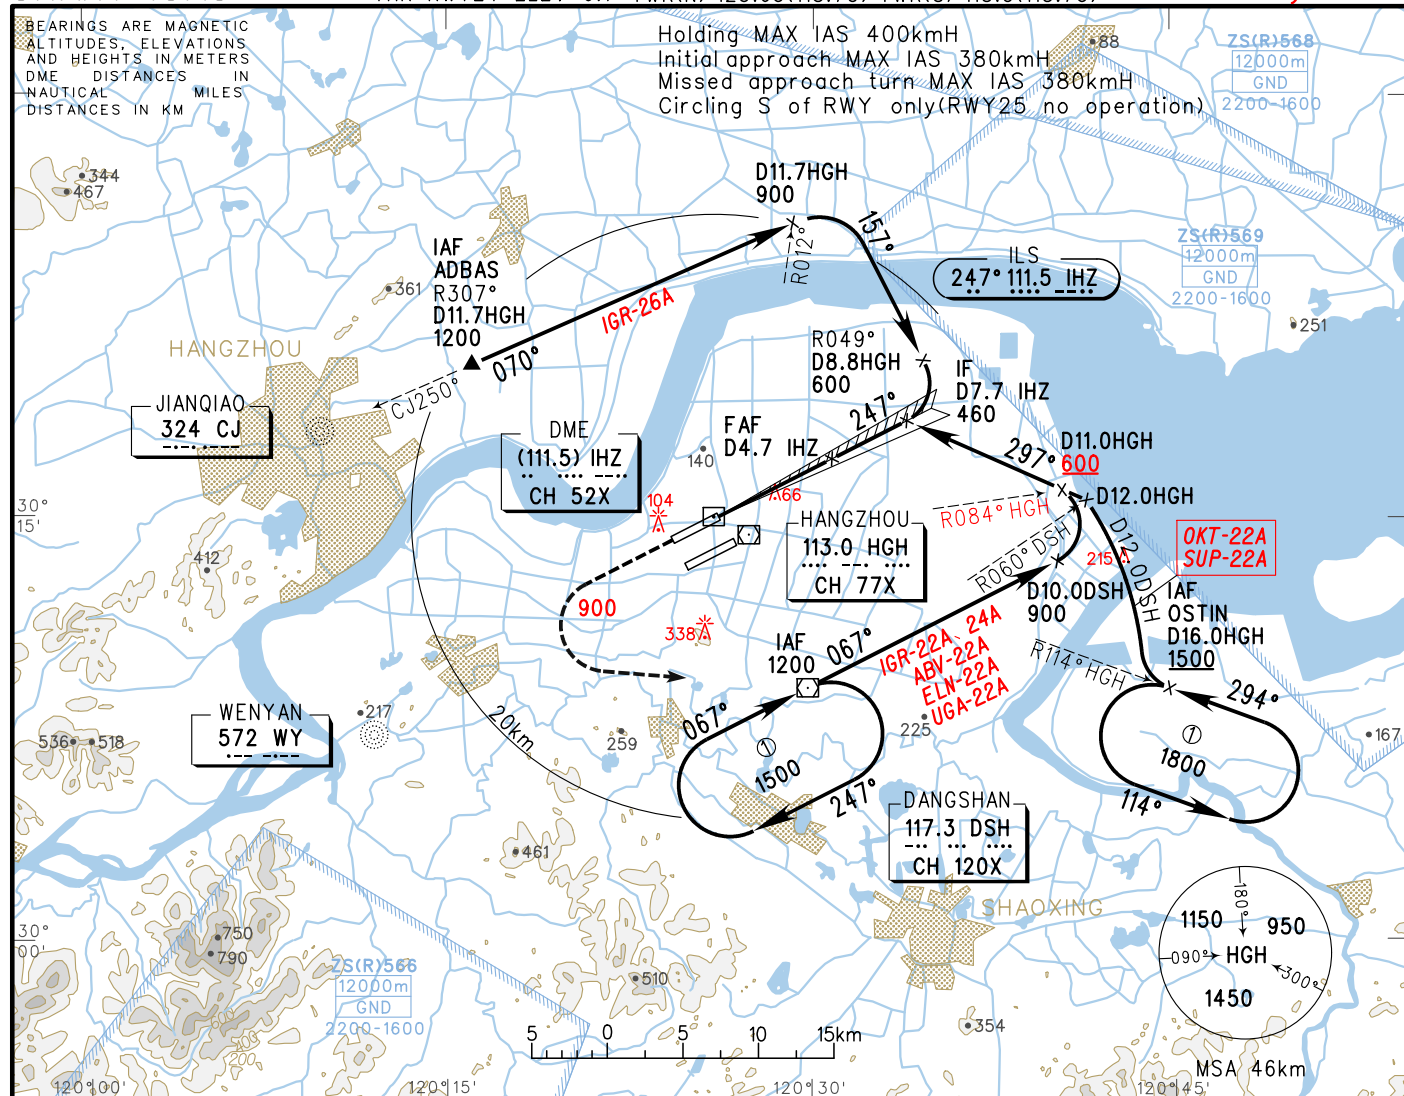 BEARINGS ARE MAGNETIC
ALTITUDES, ELEVATIONS
AND HEIGHTS IN METERS
DME DISTANCES IN
NAUTICAL MILES
DISTANCES IN KM
Holding MAX IAS 400kmH
Initial approach MAX IAS 380kmH
Missed approach turn MAX IAS 380kmH
Circling S of RWY only(RWY25 no operation)
88
ZS(R)568
12000m
GND
2200-1600
344
467
D11.7HGH
900
157°
R012°
IAF
ADBAS
R307°
D11.7HGH
1200
361
IGR-26A
070°
CJ250°
ILS
247° 111.5 IHZ
ZS(R)569
12000m
GND
2200-1600
251
HANGZHOU
JIANQIAO
324 CJ
R049°
D8.8HGH
600
IF
D7.7 IHZ
460
247°
FAF
D4.7 IHZ
140
DME
(111.5) IHZ
CH 52X
104
66
297°
D11.0HGH
600
D12.0HGH
R084° HGH
HANGZHOU
113.0 HGH
CH 77X
R060° DSH
D12.0DSH
215
OKT-22A
SUP-22A
D10.0DSH
900
IAF
OSTIN
D16.0HGH
1500
R114° HGH
30°
15'
412
900
338
IAF
1200
067°
IGR-22A、24A
ABV-22A
ELN-22A
UGA-22A
225
294°
1
1800
114°
167
WENYAN
572 WY
217
536
518
20km
259
067°
1
1500
247°
DANGSHAN
117.3 DSH
CH 120X
461
SHAOXING
30°
00'
750
790
ZS(R)566
12000m
GND
2200-1600
510
354
400
200
180°
1150
950
090°
HGH
300°
1450
MSA 46km
5 0 5 10 15km
120°00'
120°15'
120°30'
120°45'